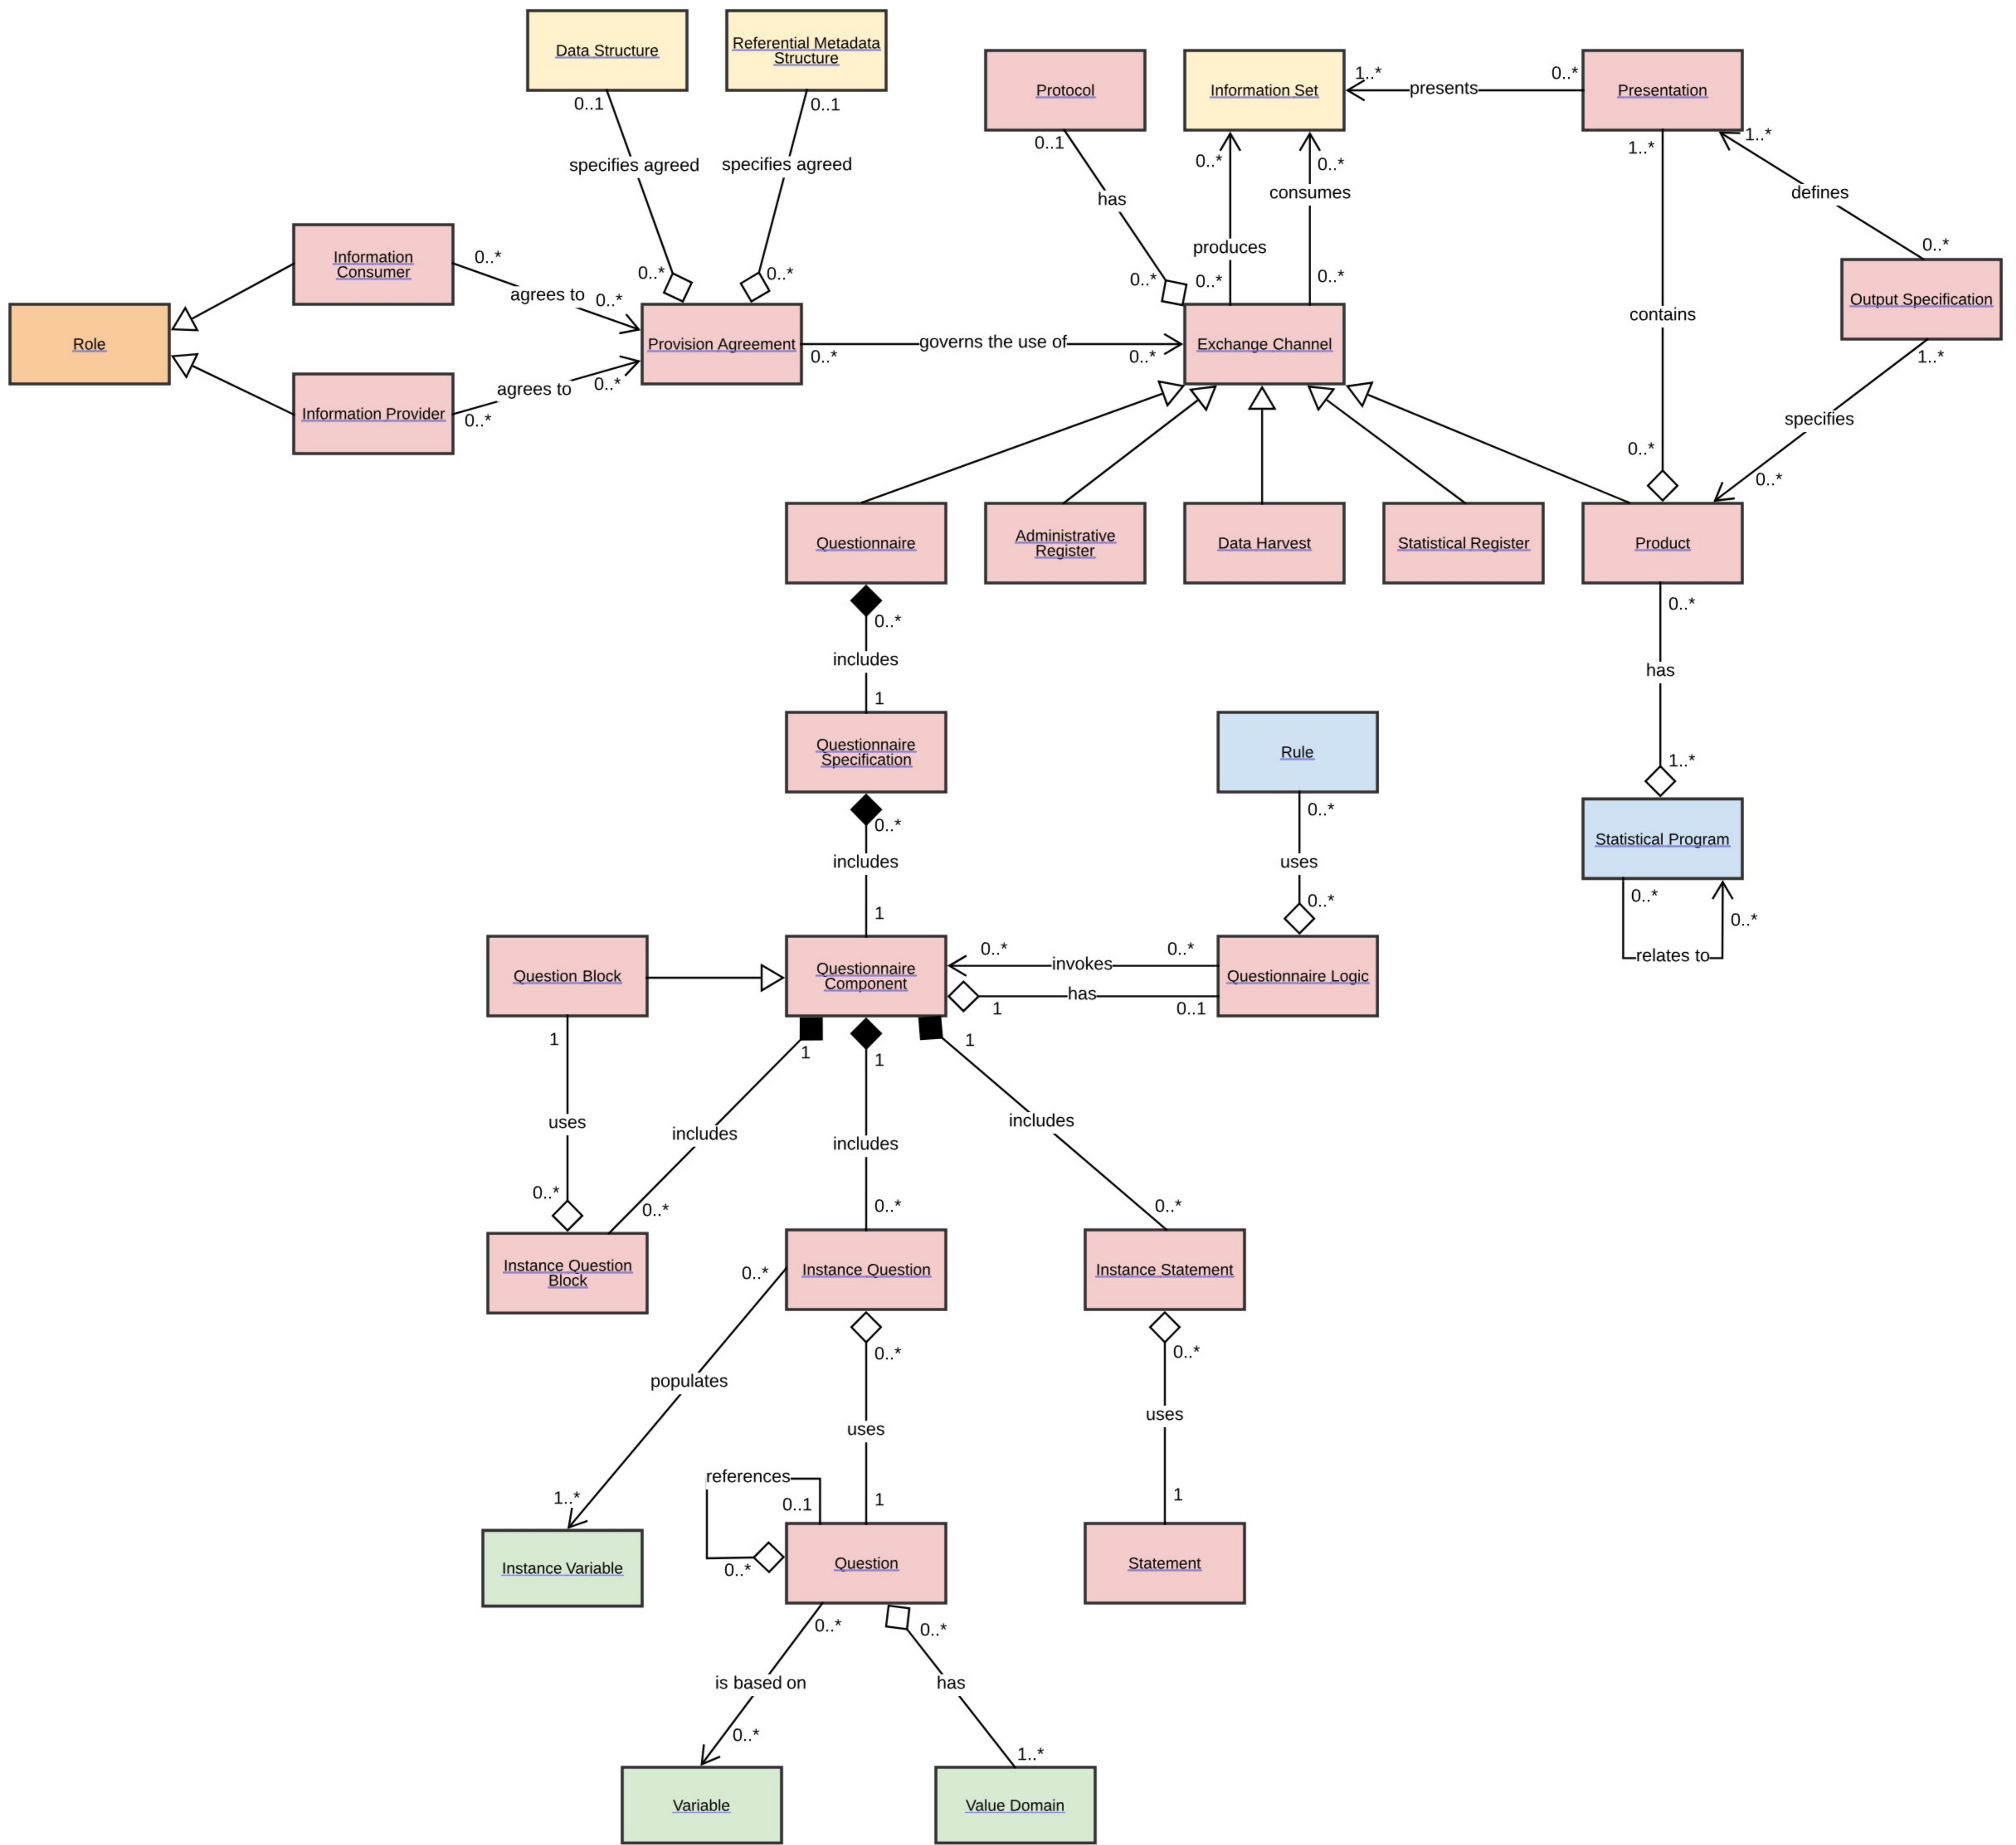 Data Structure
Referential Metadata
Structure
Protocol
Information Set
Presentation
1..*
0..*
presents
0..1
0..1
0..1
1..*
1..*
0..*
0..*
specifies agreed
specifies agreed
has
consumes
defines
Information
Consumer
0..*
0..*
0..*
0..*
produces
0..*
0..*
0..*
agrees to
0..*
Output Specification
contains
Role
Provision Agreement
governs the use of
0..*
0..*
Exchange Channel
1..*
Information Provider
agrees to
0..*
0..*
specifies
0..*
0..*
Questionnaire
Administrative
Register
Data Harvest
Statistical Register
Product
0..*
0..*
includes
has
1
Questionnaire
Specification
Rule
1..*
0..*
0..*
Statistical Program
includes
uses
0..*
0..*
0..*
1
relates to
Question Block
Questionnaire
Component
0..*
0..*
invokes
has
1
0..1
Questionnaire Logic
1
1
1
1
uses
includes
includes
includes
0..*
0..*
0..*
0..*
Instance Question
Block
Instance Question
Instance Statement
0..*
0..*
0..*
populates
uses
uses
references
1..*
0..1
1
1
Instance Variable
Question
0..*
Statement
0..*
0..*
is based on
has
0..*
1..*
Variable
Value Domain